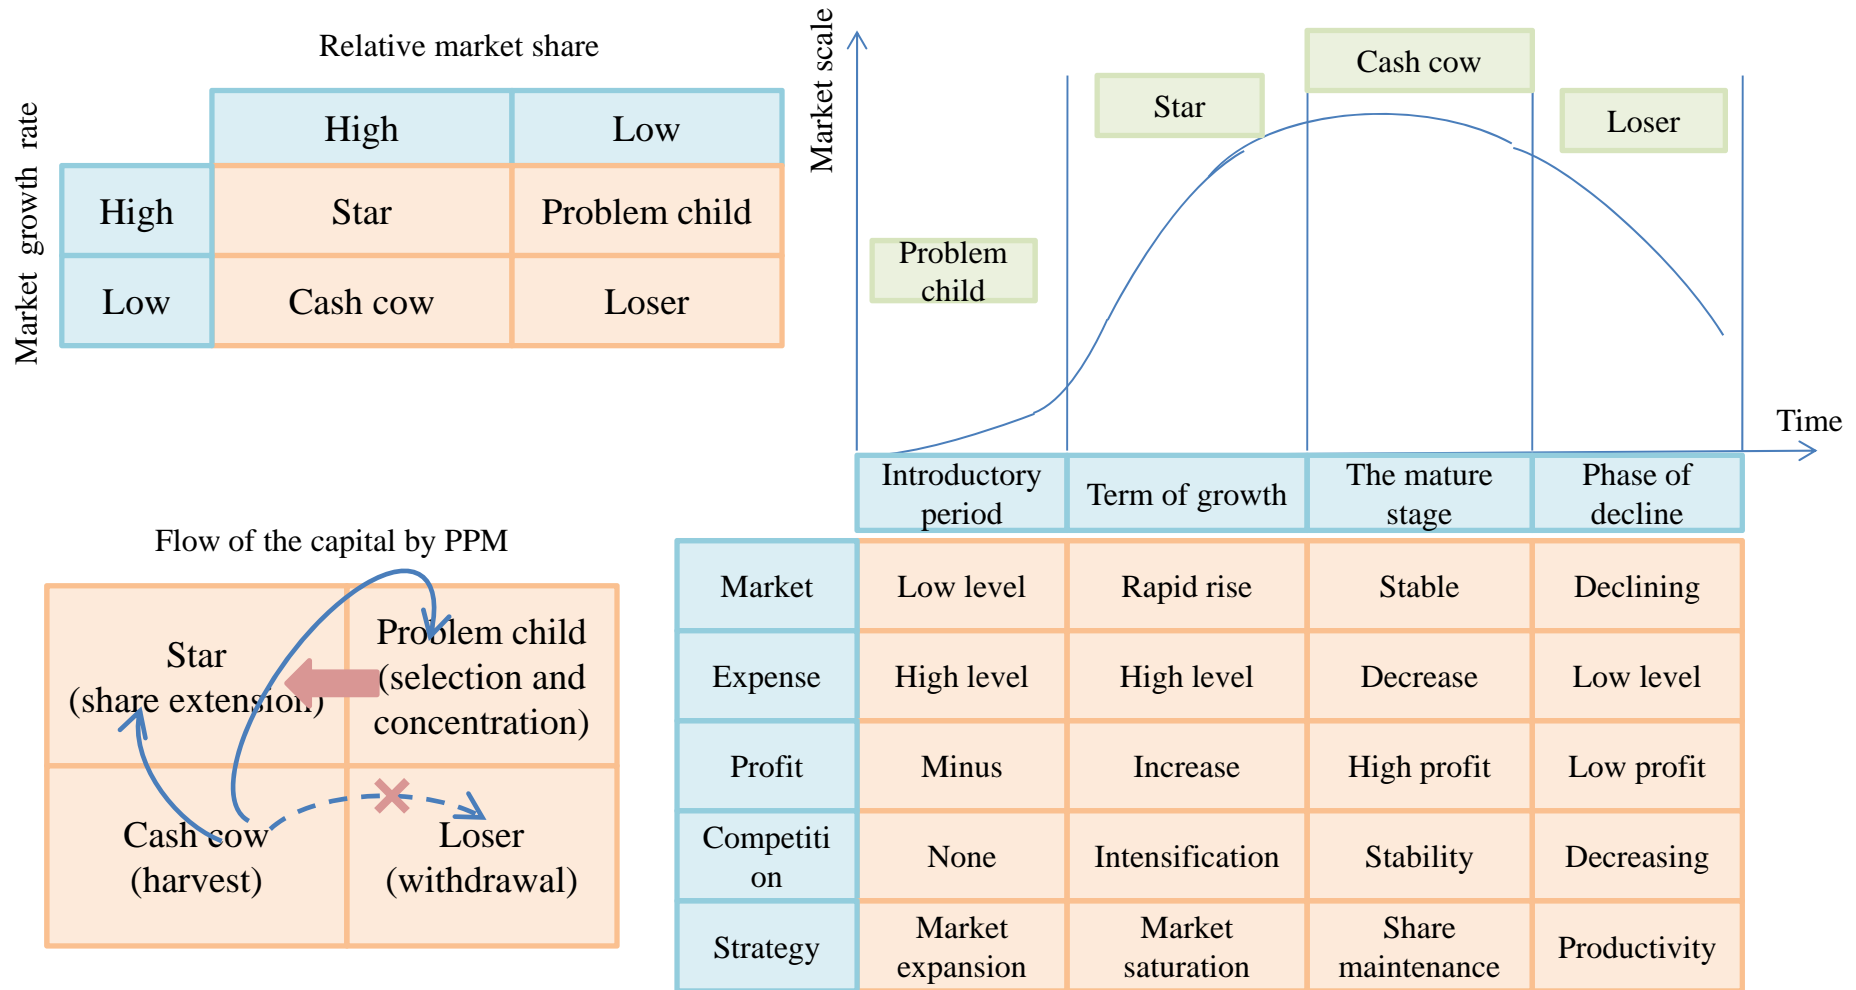 Relative market share
Market growth rate
High
Low
High
Star
Problem child
Low
Cash cow
Loser
Market scale
Problem
child
Star
Cash cow
Loser
Time
Introductory
period
Term of growth
The mature
stage
Phase of
decline
Market
Low level
Rapid rise
Stable
Declining
Expense
High level
High level
Decrease
Low level
Profit
Minus
Increase
High profit
Low profit
Competiti
on
None
Intensification
Stability
Decreasing
Strategy
Market
expansion
Market
saturation
Share
maintenance
Productivity
Flow of the capital by PPM
Star
(share extension)
Problem child
(selection and
concentration)
Cash cow
(harvest)
Loser
(withdrawal)